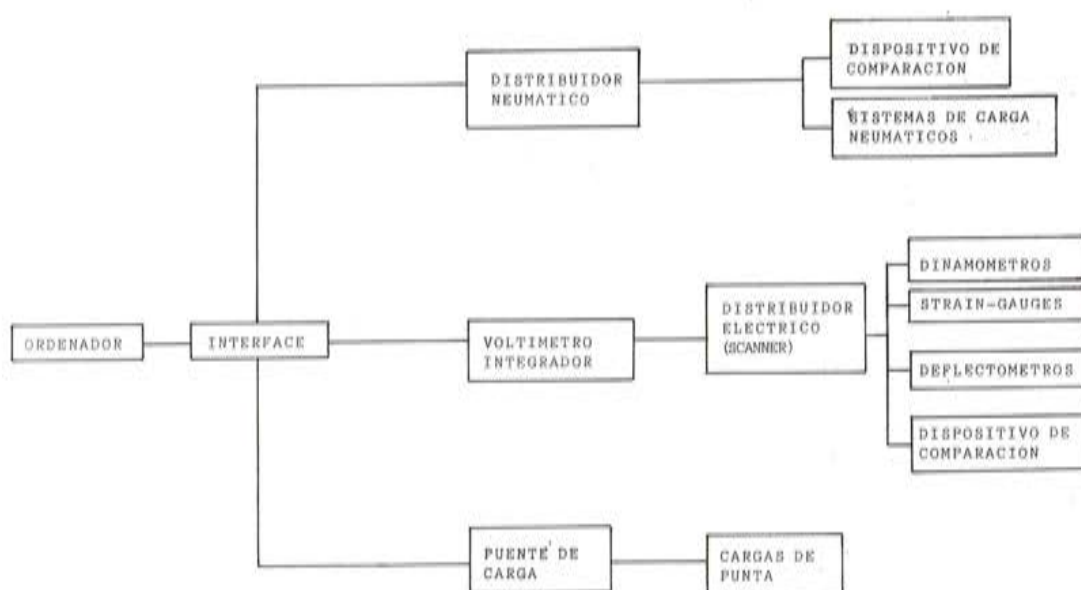 DISTRIBUIDOR
NEUMATICO
DISPOSITIVO DE
COMPARACION
SISTEMAS DE CARGA
NEUMATICOS
ORDENADOR
INTERFACE
VOLTIMETRO
INTEGRADOR
DISTRIBUIDOR
ELECTRICO
(SCANNER)
DINAMOMETROS
STRAIN-GAUGES
DEFLECTOMETROS
DISPOSITIVO DE
COMPARACION
PUENTE DE
CARGA
CARGAS DE
PUNTA